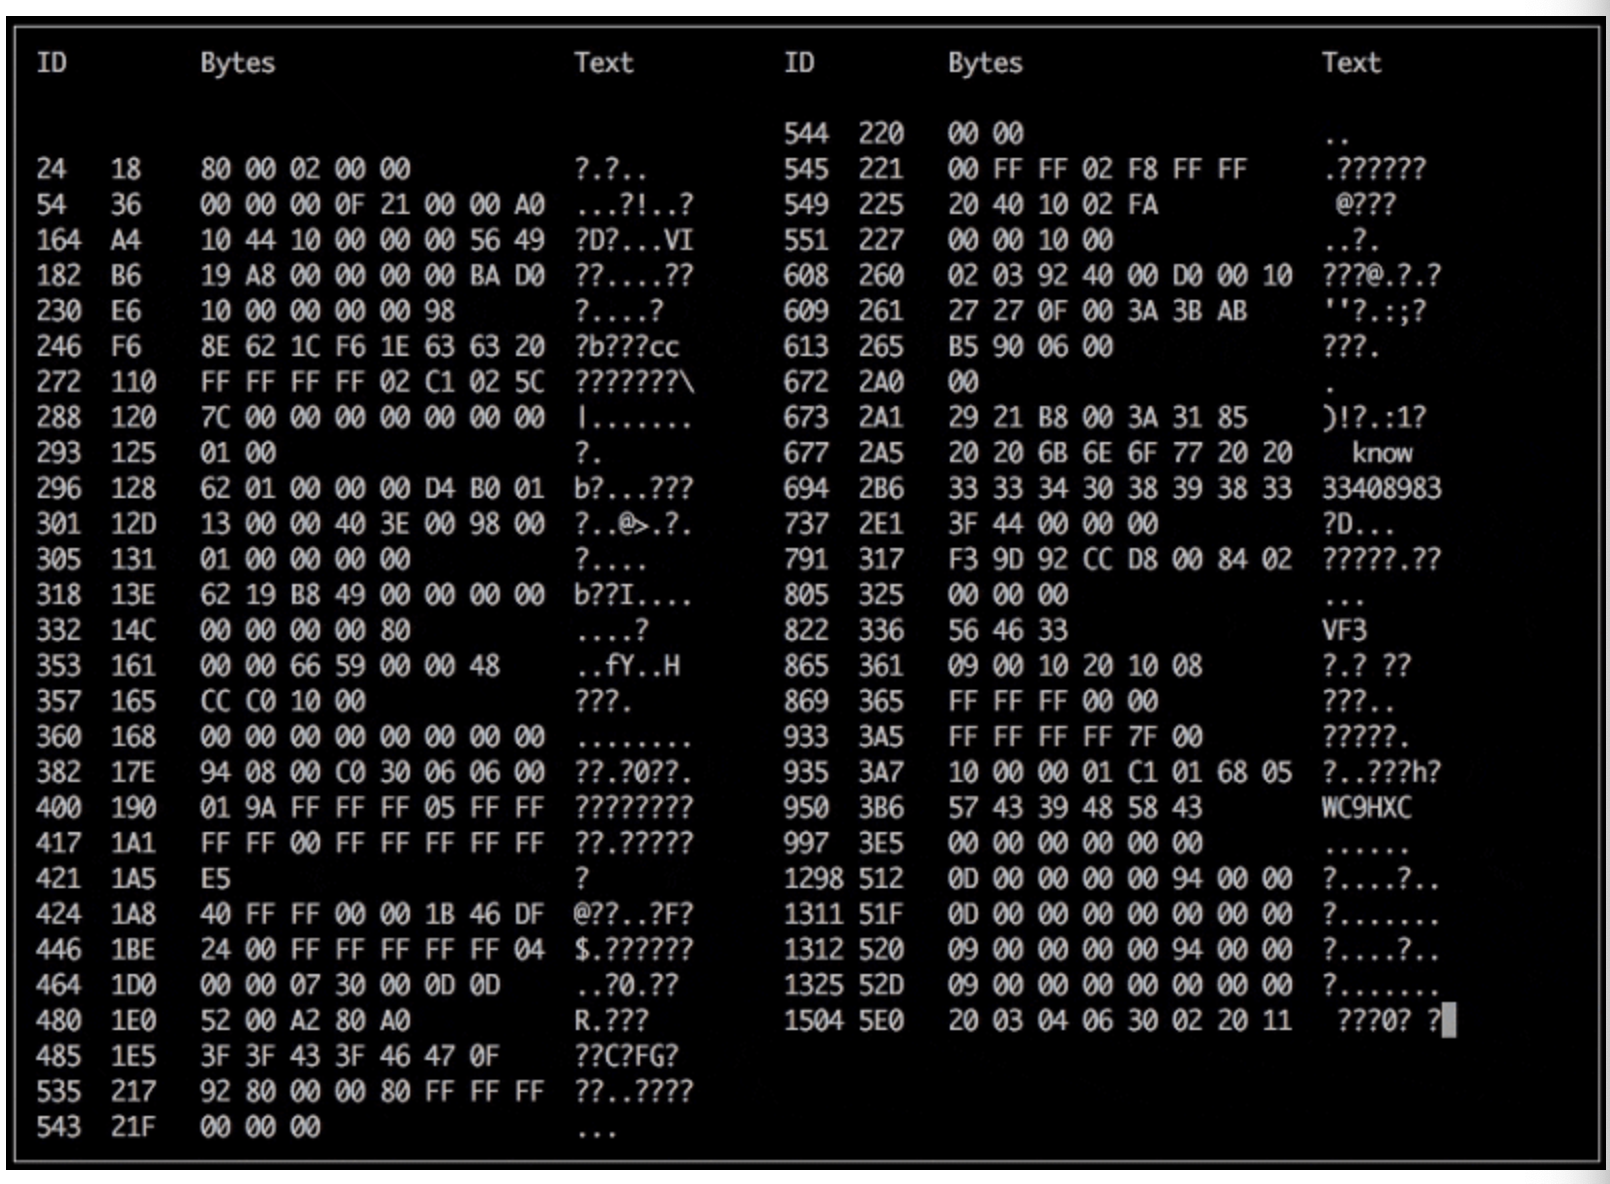 ID Bytes Text
24 18 80 00 02 00 00 ?.?..
54 36 00 00 00 0F 21 00 00 A0 ...?!..?
164 A4 10 44 10 00 00 00 56 49 ?D?...VI
182 B6 19 A8 00 00 00 00 BA D0 ??....??
230 E6 10 00 00 00 00 98 ?....?
246 F6 8E 62 1C F6 1E 63 63 20 ?b???cc
272 110 FF FF FF FF 02 C1 02 5C ???????\
288 120 7C 00 00 00 00 00 00 00 |.......
293 125 01 00 ?.
296 128 62 01 00 00 00 D4 B0 01 b?...???
301 12D 13 00 00 40 3E 00 98 00 ?..@>.?.
305 131 01 00 00 00 00 ?....
318 13E 62 19 B8 49 00 00 00 00 b??I....
332 14C 00 00 00 00 80 ....?
353 161 00 00 66 59 00 00 48 ..fY..H
357 165 CC C0 10 00 ???.
360 168 00 00 00 00 00 00 00 00 ........
382 17E 94 08 00 C0 30 06 06 00 ??.?0??.
400 190 01 9A FF FF FF 05 FF FF ????????
417 1A1 FF FF 00 FF FF FF FF FF ??.?????
421 1A5 E5 ?
424 1A8 40 FF FF 00 00 1B 46 DF @??..?F?
446 1BE 24 00 FF FF FF FF FF 04 $.??????
464 1D0 00 00 07 30 00 0D 0D ..?0.??
480 1E0 52 00 A2 80 A0 R.???
485 1E5 3F 3F 43 3F 46 47 0F ??C?FG?
535 217 92 80 00 00 80 FF FF FF ??..????
543 21F 00 00 00 ...
ID Bytes Text
544 220 00 00 ..
545 221 00 FF FF 02 F8 FF FF .??????
549 225 20 40 10 02 FA @???
551 227 00 00 10 00 ..?.
608 260 02 03 92 40 00 D0 00 10 ???@.?.?
609 261 27 27 0F 00 3A 3B AB ''?.:;?
613 265 B5 90 06 00 ???.
672 2A0 00 .
673 2A1 29 21 B8 00 3A 31 85 )!?.:1?
677 2A5 20 20 6B 6E 6F 77 20 20 know
694 2B6 33 33 34 30 38 39 38 33 33408983
737 2E1 3F 44 00 00 00 ?D...
791 317 F3 9D 92 CC D8 00 84 02 ?????.??
805 325 00 00 00 ...
822 336 56 46 33 VF3
865 361 09 00 10 20 10 08 ?.? ??
869 365 FF FF FF 00 00 ???..
933 3A5 FF FF FF FF 7F 00 ?????.
935 3A7 10 00 00 01 C1 01 68 05 ?..???h?
950 3B6 57 43 39 48 58 43 WC9HXC
997 3E5 00 00 00 00 00 00 ......
1298 512 0D 00 00 00 00 94 00 00 ?....?..
1311 51F 0D 00 00 00 00 00 00 00 ?.......
1312 520 09 00 00 00 00 94 00 00 ?....?..
1325 52D 09 00 00 00 00 00 00 00 ?.......
1504 5E0 20 03 04 06 30 02 20 11 ???0? ?